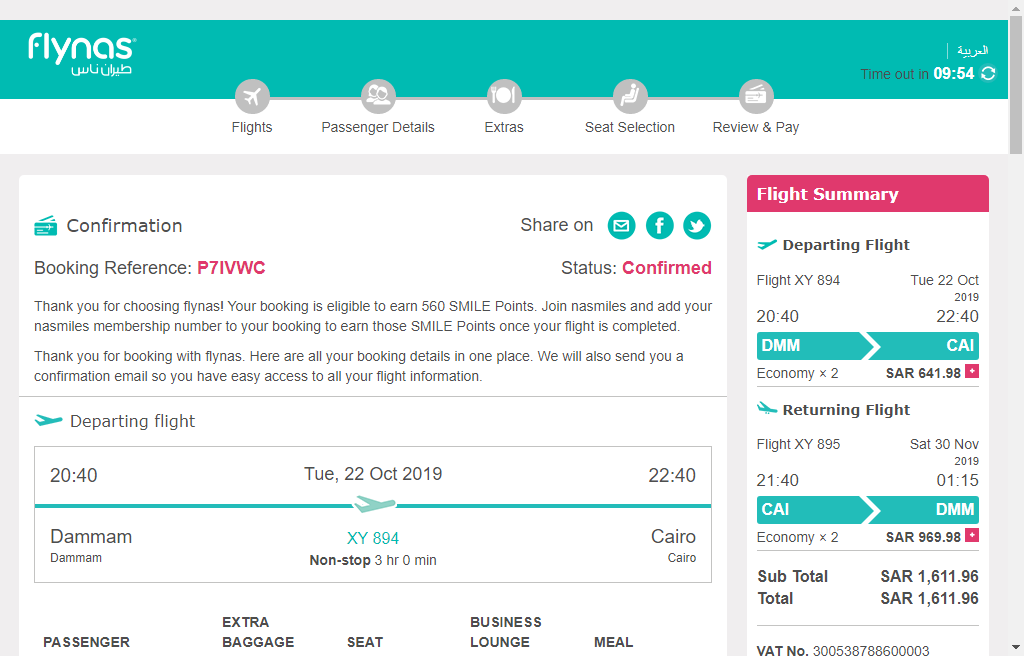 flynas
طيران ناس
العربية
Time out in 09:54
Flights
Passenger Details
Extras
Seat Selection
Review & Pay
Confirmation
Share on
Booking Reference: P7IVWC
Status: Confirmed
Thank you for choosing flynas! Your booking is eligible to earn 560 SMILE Points. Join nasmiles and add your
nasmiles membership number to your booking to earn those SMILE Points once your flight is completed.
Thank you for booking with flynas. Here are all your booking details in one place. We will also send you a
confirmation email so you have easy access to all your flight information.
Departing flight
20:40
Tue, 22 Oct 2019
22:40
Dammam
XY 894
Cairo
Dammam
Non-stop 3 hr 0 min
Cairo
PASSENGER
EXTRA
BAGGAGE
SEAT
BUSINESS
LOUNGE
MEAL
Flight Summary
Departing Flight
Flight XY 894
Tue 22 Oct
2019
20:40
22:40
DMM
CAI
Economy × 2
SAR 641.98
Returning Flight
Flight XY 895
Sat 30 Nov
2019
21:40
01:15
CAI
DMM
Economy × 2
SAR 969.98
Sub Total
SAR 1,611.96
Total
SAR 1,611.96
VAT No. 300538788600003